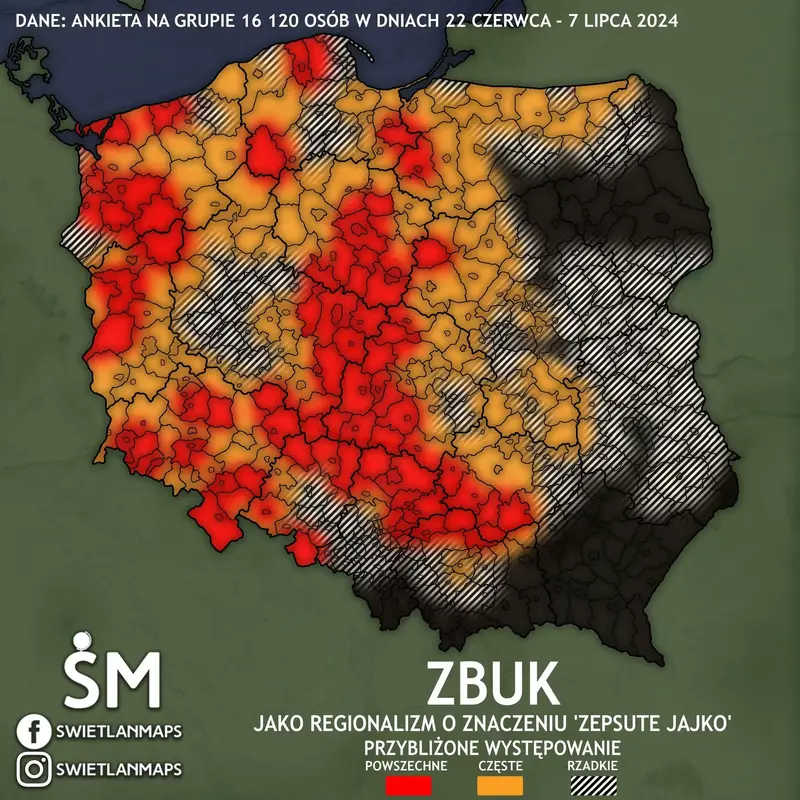 DANE: ANKIETA NA GRUPIE 16 120 OSÓB W DNIACH 22 CZERWCA - 7 LIPCA 2024
ŚM
SWIETLANMAPS
SWIETLANMAPS
ZBUK
JAKO REGIONALIZM O ZNACZENIU 'ZEPSUTE JAJKO'
PRZYBLIŻONE WYSTĘPOWANIE
POWSZECHNE CZĘSTE RZADKIE